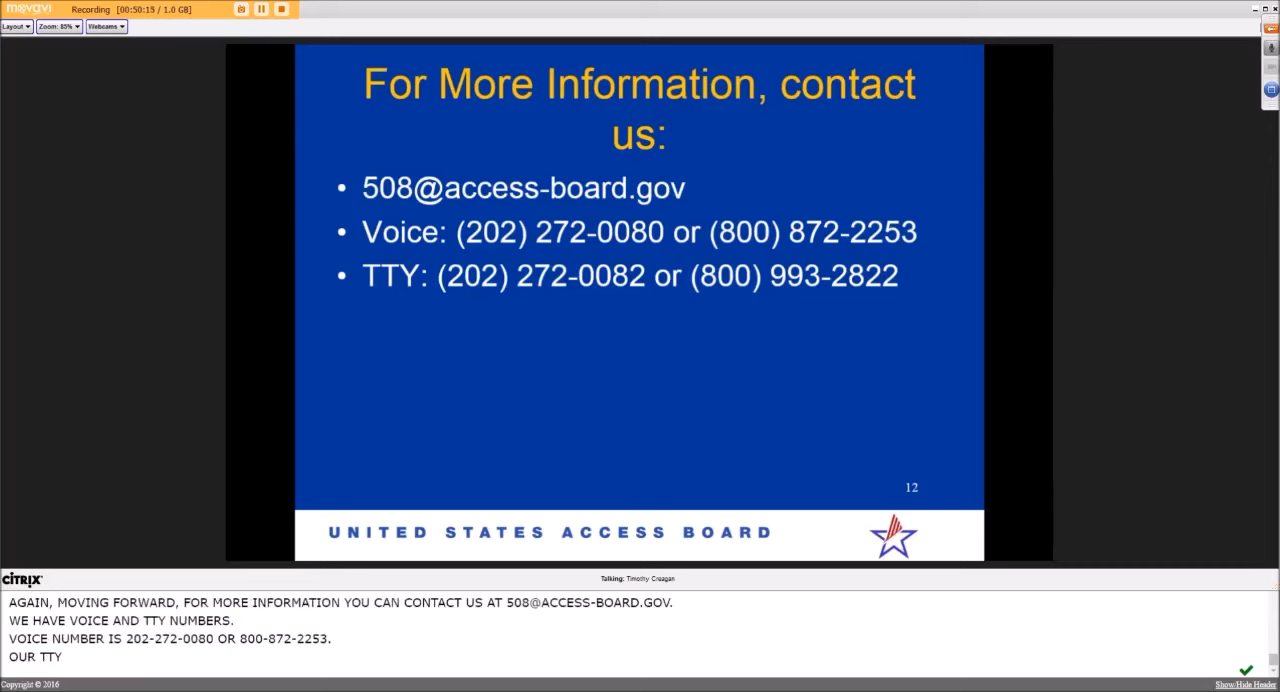 movavi Recording [00:50:15 / 1.0 GB]
Layout Zoom: 85% Webcams
For More Information, contact
us:
• 508@access-board.gov
• Voice: (202) 272-0080 or (800) 872-2253
• TTY: (202) 272-0082 or (800) 993-2822
12
UNITED STATES ACCESS BOARD
CITRIX
Talking: Timothy Creagan
AGAIN, MOVING FORWARD, FOR MORE INFORMATION YOU CAN CONTACT US AT 508@ACCESS-BOARD.GOV.
WE HAVE VOICE AND TTY NUMBERS.
VOICE NUMBER IS 202-272-0080 OR 800-872-2253.
OUR TTY
Copyright © 2016
Show/Hide Header